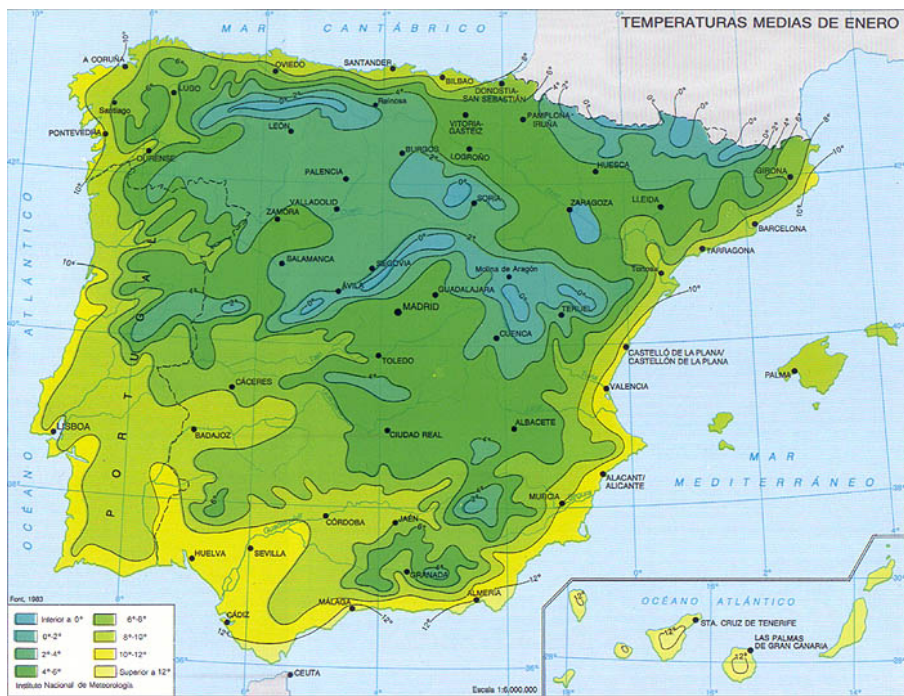 TEMPERATURAS MEDIAS DE ENERO
MAR CANTÁBRICO
A CORUÑA
LUGO
OVIEDO
SANTANDER
BILBAO
DONOSTIA-
SAN SEBASTIÁN
Santiago
Reinosa
VITORIA-
GASTEIZ
PAMPLONA
IRUÑA
PONTEVEDRA
OURENSE
LEÓN
BURGOS
LOGROÑO
HUESCA
GIRONA
PALENCIA
VALLADOLID
ZAMORA
SORIA
ZARAGOZA
LLEIDA
BARCELONA
TARRAGONA
SALAMANCA
SEGOVIA
Molina de Aragón
Tortosa
ÁVILA
GUADALAJARA
MADRID
TERUEL
CUENCA
OCÉANO ATLÁNTICO
PORTUGAL
TOLEDO
CASTELLÓ DE LA PLANA/
CASTELLÓN DE LA PLANA
PALMA
CÁCERES
VALENCIA
LISBOA
BADAJOZ
CIUDAD REAL
ALBACETE
MAR
MEDITERRÁNEO
ALACANT/
ALICANTE
MURCIA
Segura
CÓRDOBA
JAÉN
Guadalquivir
HUELVA
SEVILLA
GRANADA
CÁDIZ
MÁLAGA
ALMERÍA
CEUTA
OCÉANO ATLÁNTICO
STA. CRUZ DE TENERIFE
LAS PALMAS
DE GRAN CANARIA
Font, 1983
Inferior a 0°
0°-2°
2°-4°
4°-6°
6°-8°
8°-10°
10°-12°
Superior a 12°
Instituto Nacional de Meteorología.
Escala 1:6.000.000